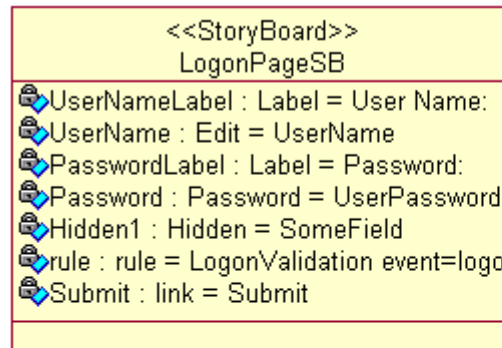 <<StoryBoard>>
LogonPageSB
UserNameLabel : Label = User Name:
UserName : Edit = UserName
PasswordLabel : Label = Password:
Password : Password = UserPassword
Hidden1 : Hidden = SomeField
rule : rule = LogonValidation event=logo
Submit : link = Submit